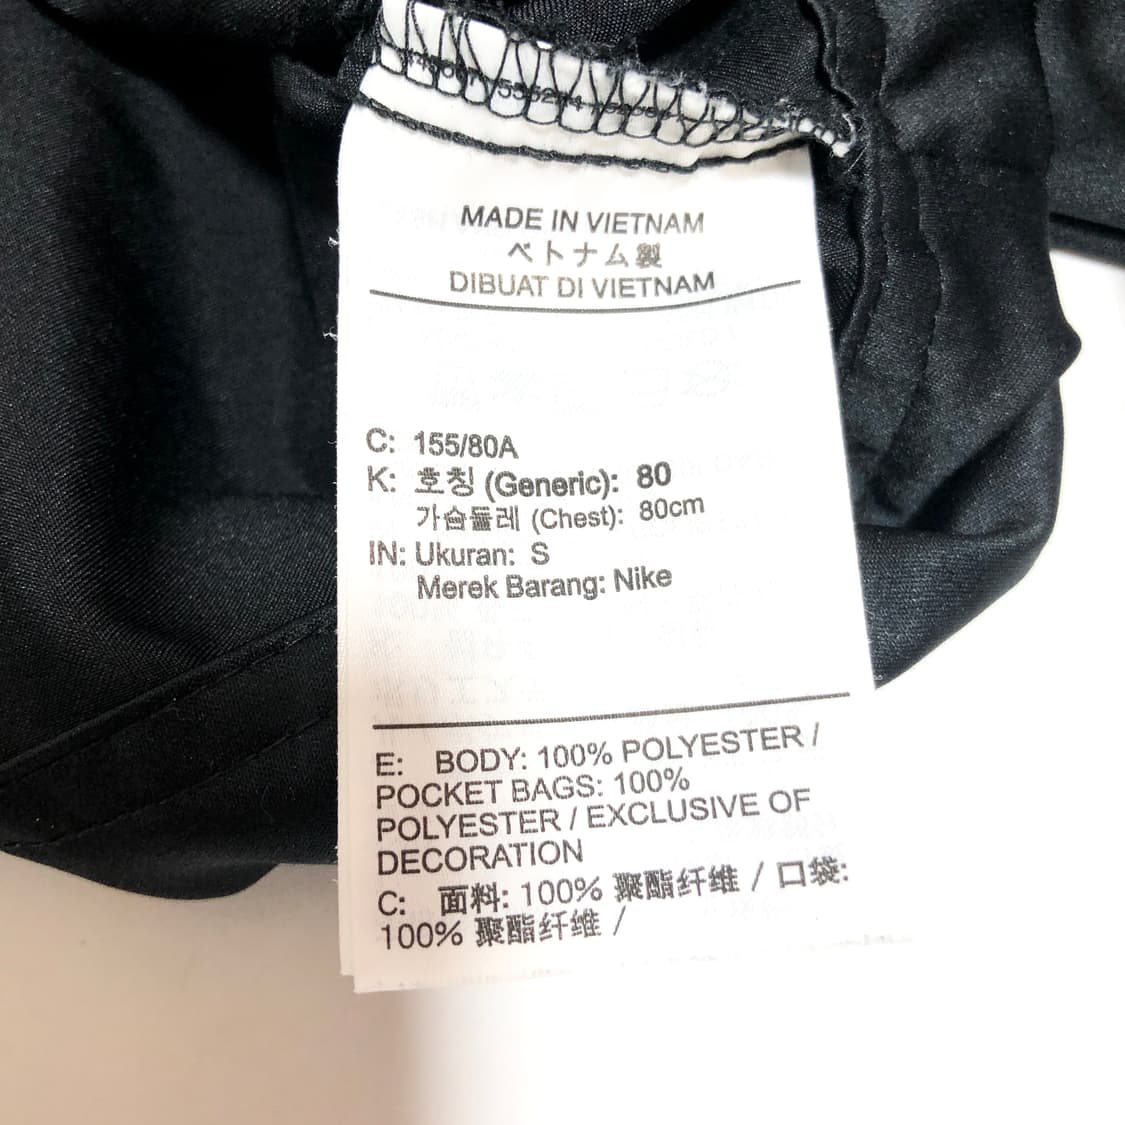 MADE IN VIETNAM
ベトナム製
DIBUAT DI VIETNAM
C: 155/80A
K: 호칭 (Generic): 80
가슴둘레 (Chest): 80cm
IN: Ukuran: S
Merek Barang: Nike
E: BODY: 100% POLYESTER /
POCKET BAGS: 100%
POLYESTER / EXCLUSIVE OF
DECORATION
C: 面料: 100% 聚酯纤维 / 口袋:
100% 聚酯纤维 /